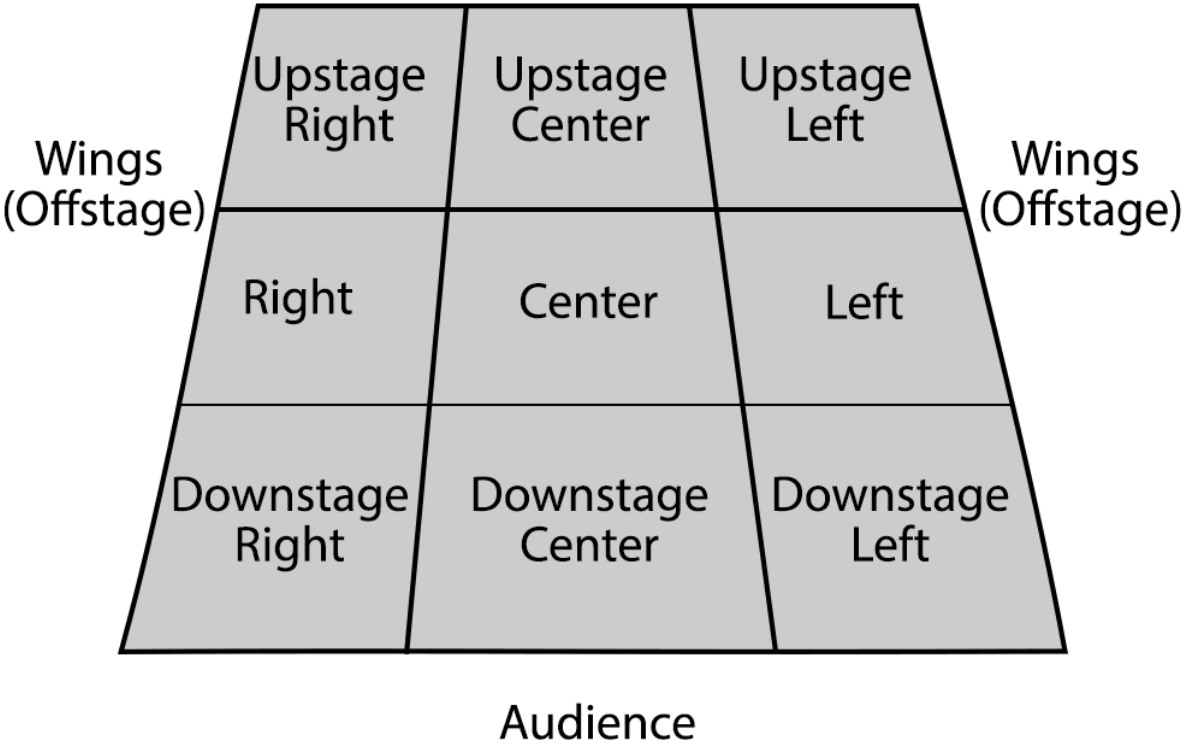 Upstage
Right
Upstage
Center
Upstage
Left
Wings
(Offstage)
Wings
(Offstage)
Right
Center
Left
Downstage
Right
Downstage
Center
Downstage
Left
Audience